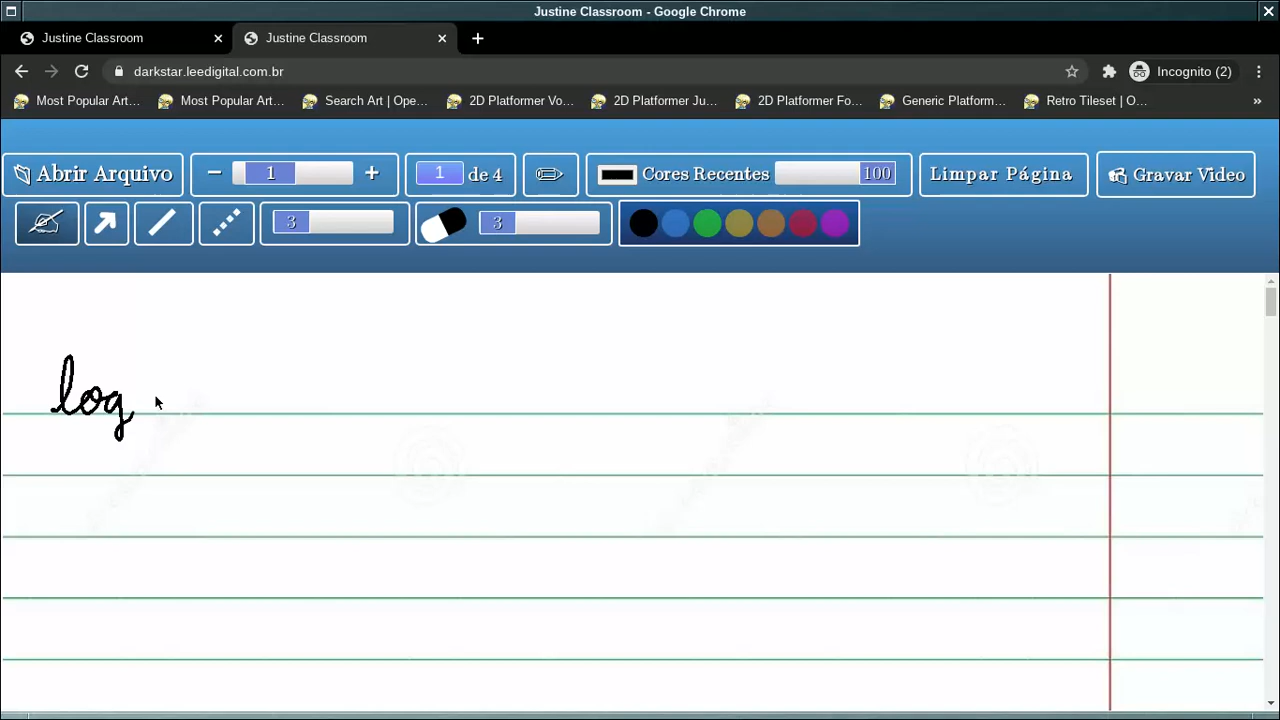 Justine Classroom - Google Chrome
Justine Classroom
Justine Classroom
darkstar.leedigital.com.br
Incognito (2)
Most Popular Art...
Most Popular Art...
Search Art | Ope...
2D Platformer Vo...
2D Platformer Ju...
2D Platformer Fo...
Generic Platform...
Retro Tileset | O...
»
Abrir Arquivo
− 1 +
1 de 4
Cores Recentes
100
Limpar Página
Gravar Video
3
3
log